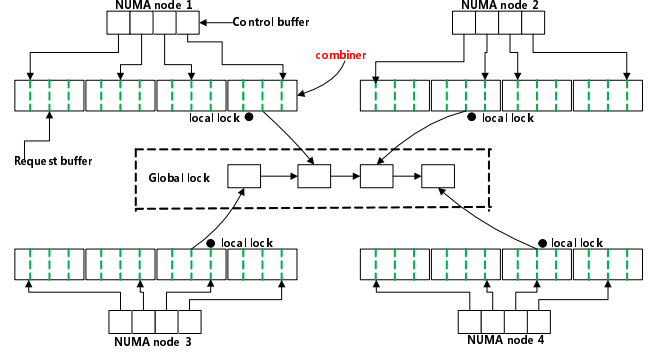 NUMA node 1
NUMA node 2
Control buffer
combiner
local lock
local lock
Request buffer
Global lock
local lock
local lock
NUMA node 3
NUMA node 4